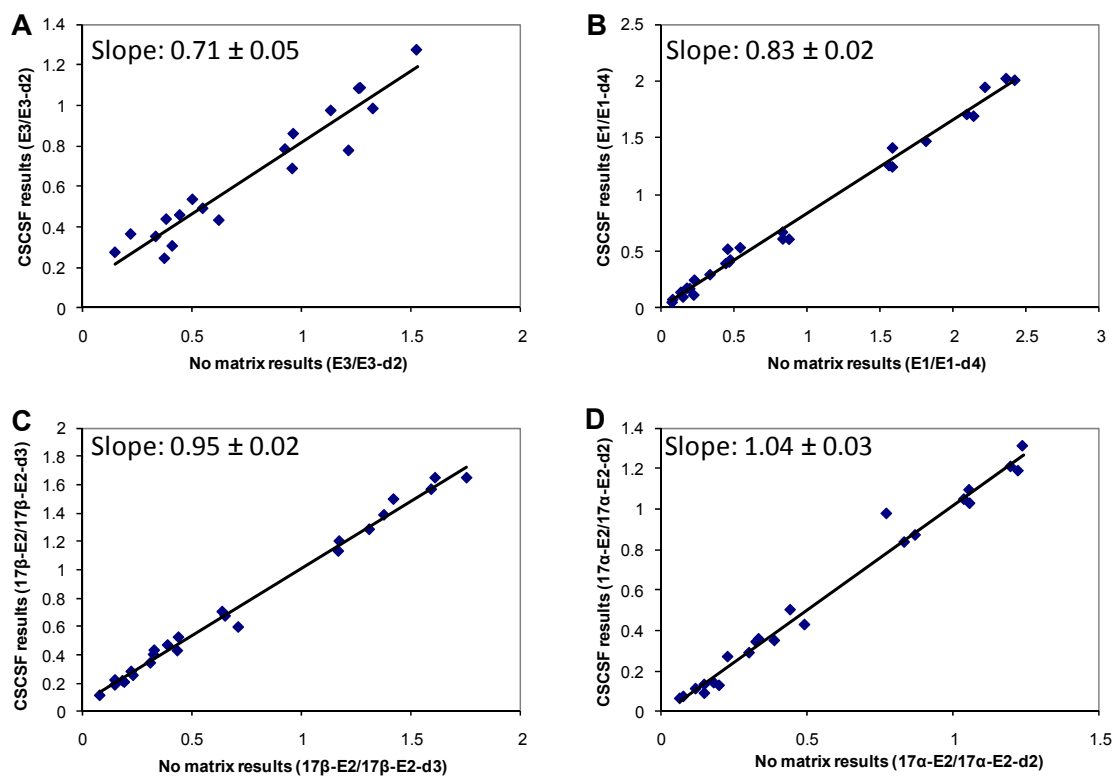 A
Slope: 0.71 ± 0.05
CSCSF results (E3/E3-d2)
1.4
1.2
1
0.8
0.6
0.4
0.2
0
0 0.5 1 1.5 2
No matrix results (E3/E3-d2)
B
Slope: 0.83 ± 0.02
CSCSF results (E1/E1-d4)
2.5
2
1.5
1
0.5
0
0 0.5 1 1.5 2 2.5 3
No matrix results (E1/E1-d4)
C
Slope: 0.95 ± 0.02
CSCSF results (17β-E2/17β-E2-d3)
2
1.8
1.6
1.4
1.2
1
0.8
0.6
0.4
0.2
0
0 0.5 1 1.5 2
No matrix results (17β-E2/17β-E2-d3)
D
Slope: 1.04 ± 0.03
CSCSF results (17α-E2/17α-E2-d2)
1.4
1.2
1
0.8
0.6
0.4
0.2
0
0 0.5 1 1.5
No matrix results (17α-E2/17α-E2-d2)